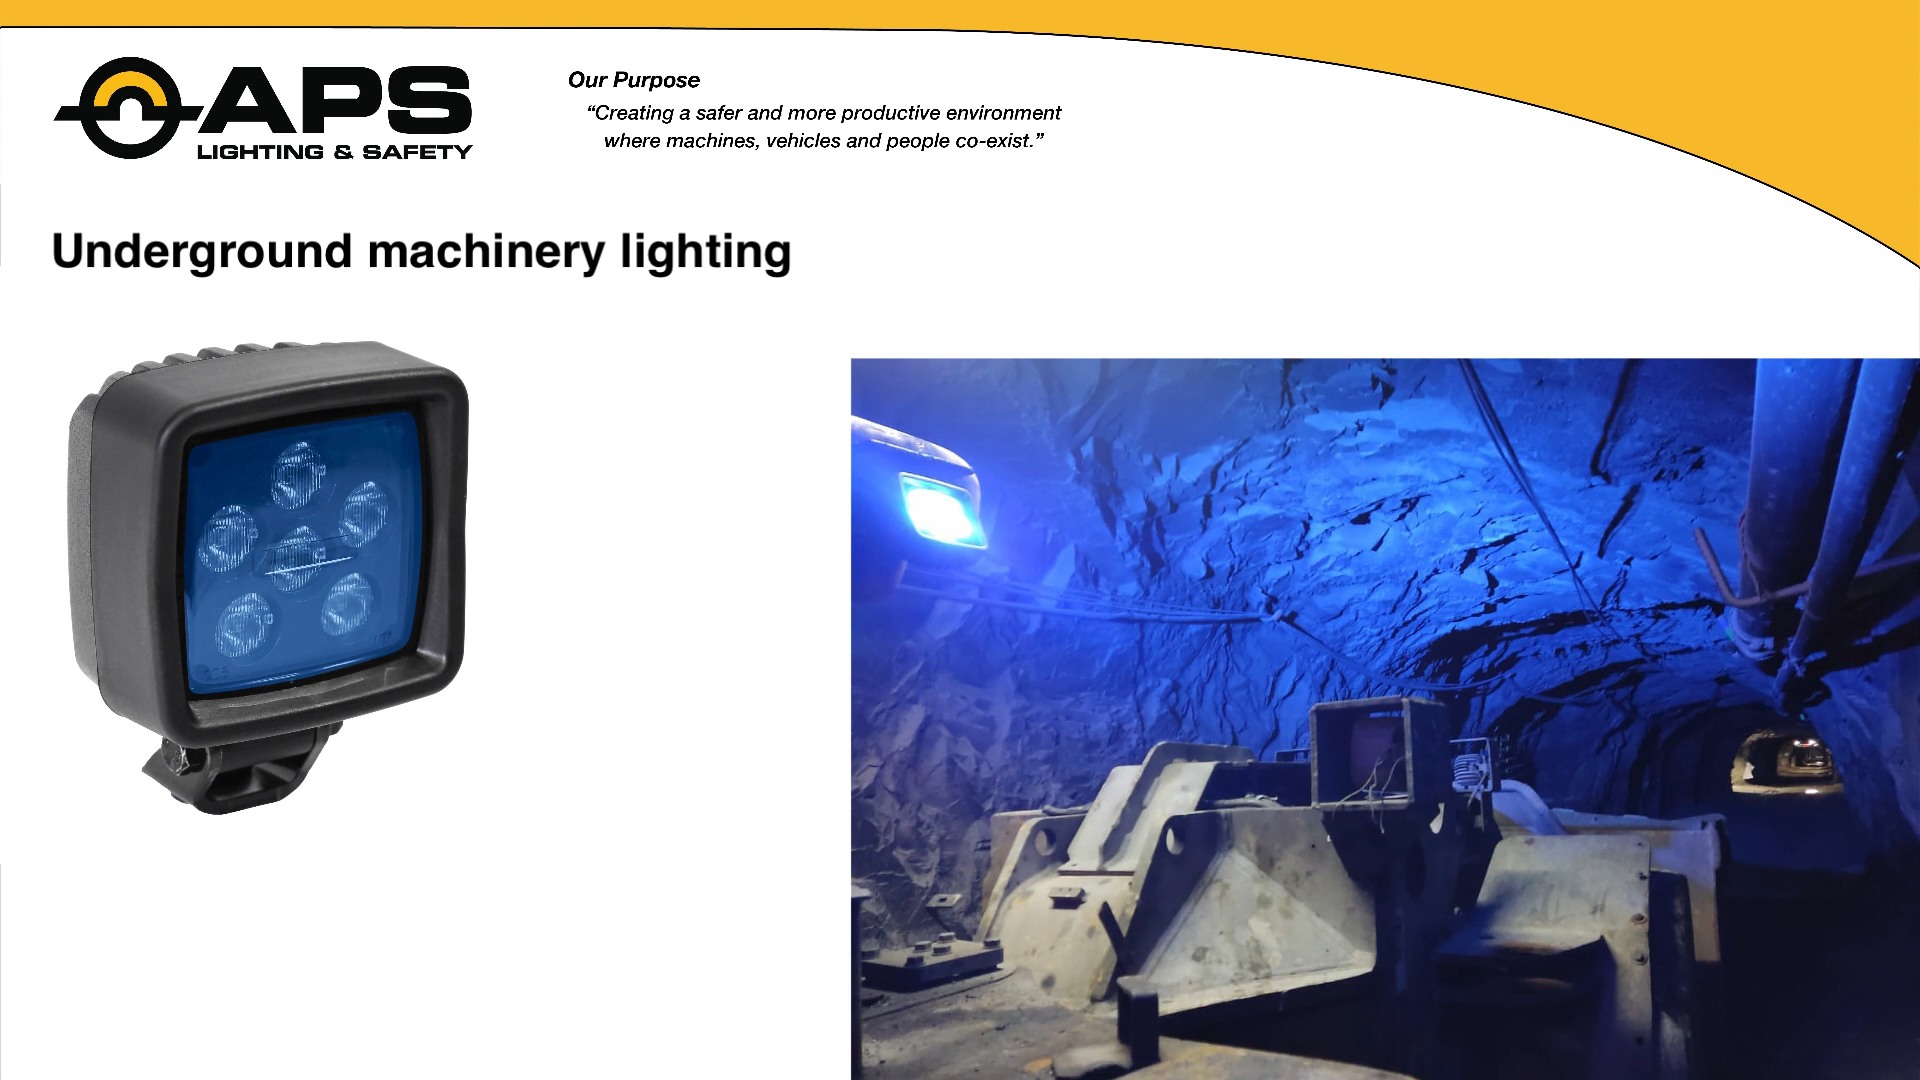 APS
LIGHTING & SAFETY
Our Purpose
“Creating a safer and more productive environment
where machines, vehicles and people co-exist.”
Underground machinery lighting